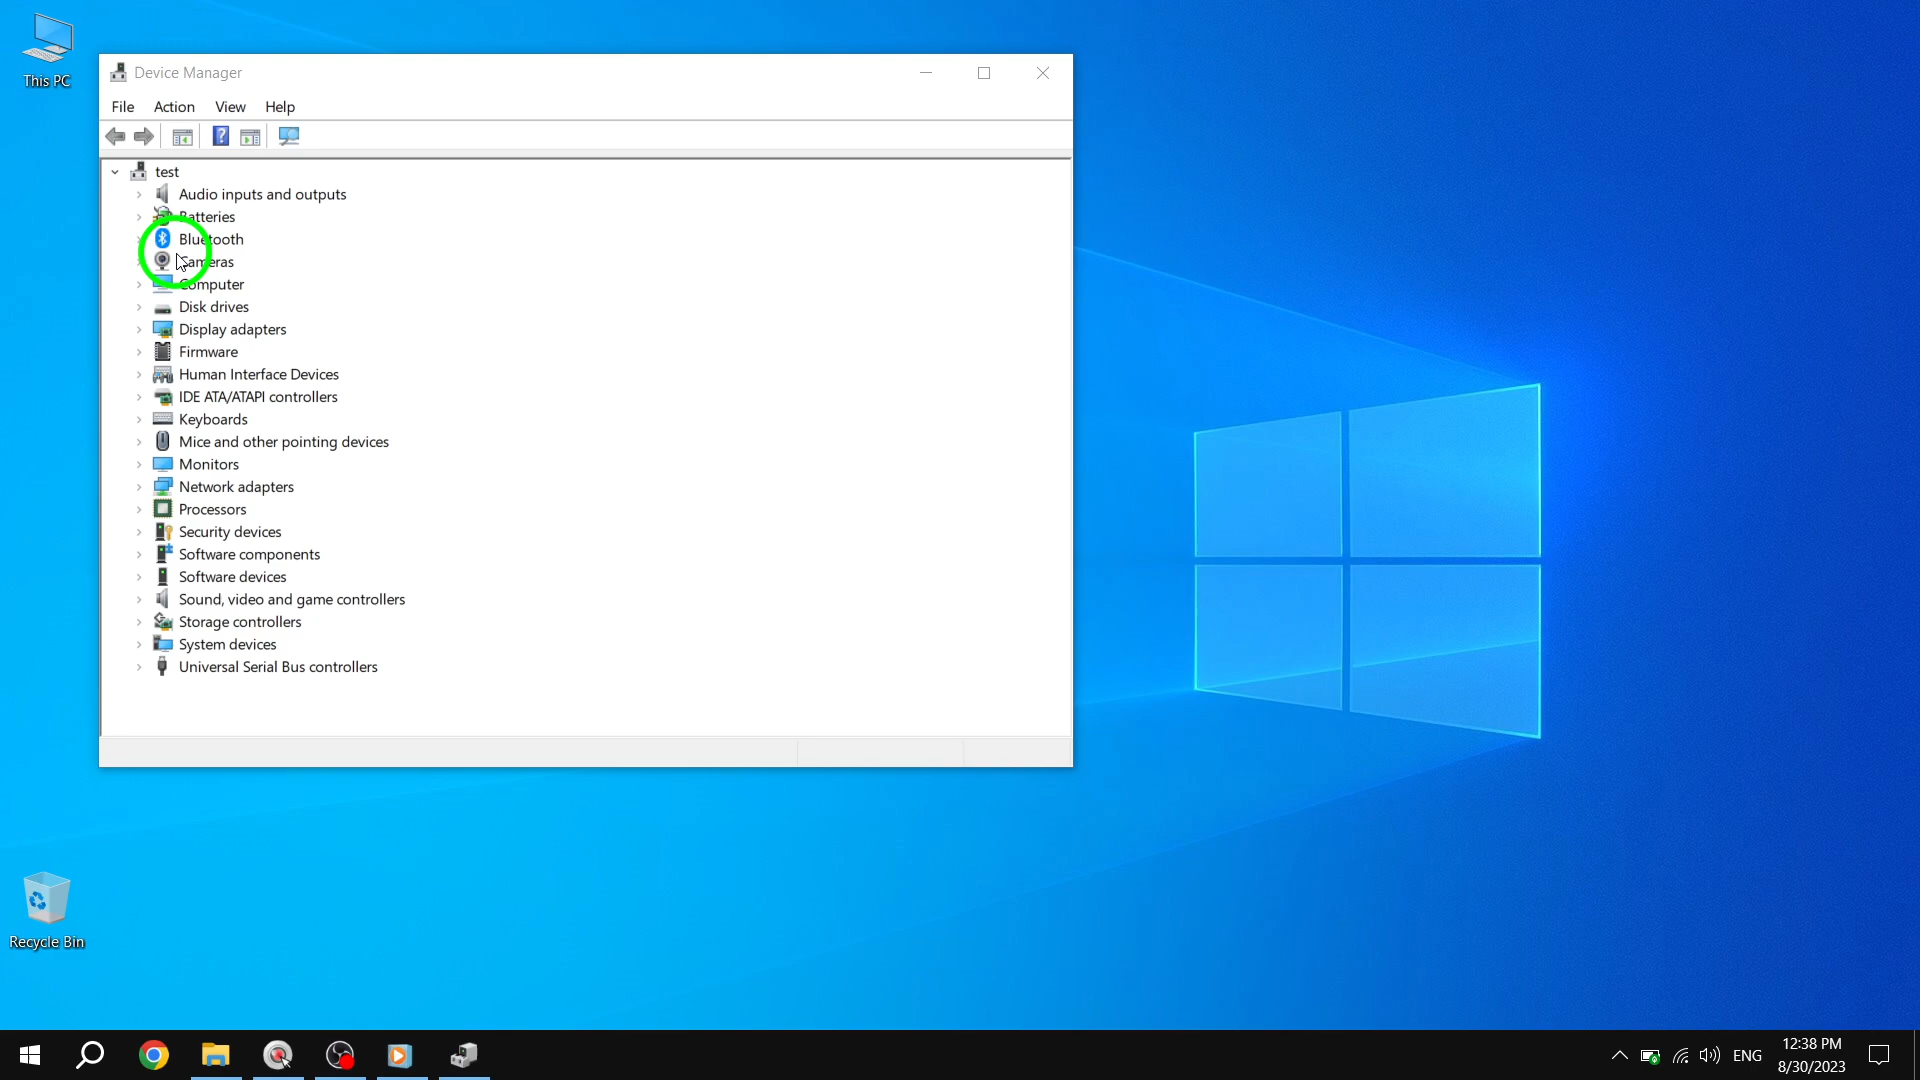 This PC
Device Manager
File Action View Help
test
Audio inputs and outputs
Batteries
Bluetooth
Cameras
Computer
Disk drives
Display adapters
Firmware
Human Interface Devices
IDE ATA/ATAPI controllers
Keyboards
Mice and other pointing devices
Monitors
Network adapters
Processors
Security devices
Software components
Software devices
Sound, video and game controllers
Storage controllers
System devices
Universal Serial Bus controllers
Recycle Bin
ENG
12:38 PM
8/30/2023